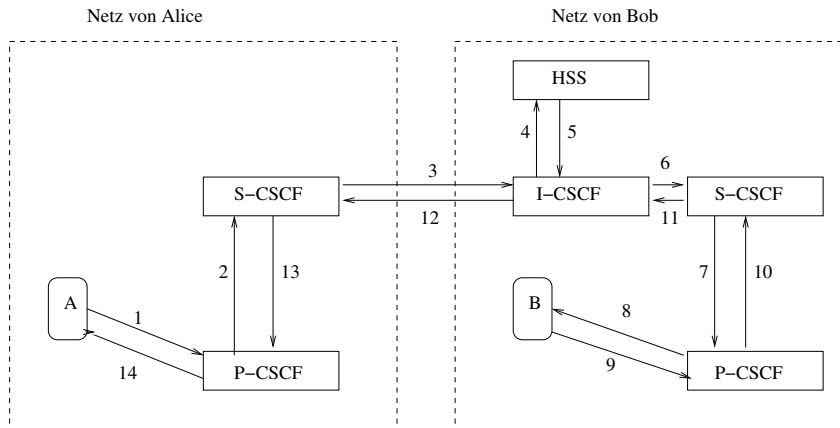 Netz von Alice
Netz von Bob
HSS
4
5
3
6
S-CSCF
I-CSCF
S-CSCF
12
11
2
13
7
10
A
1
B
8
14
P-CSCF
9
P-CSCF